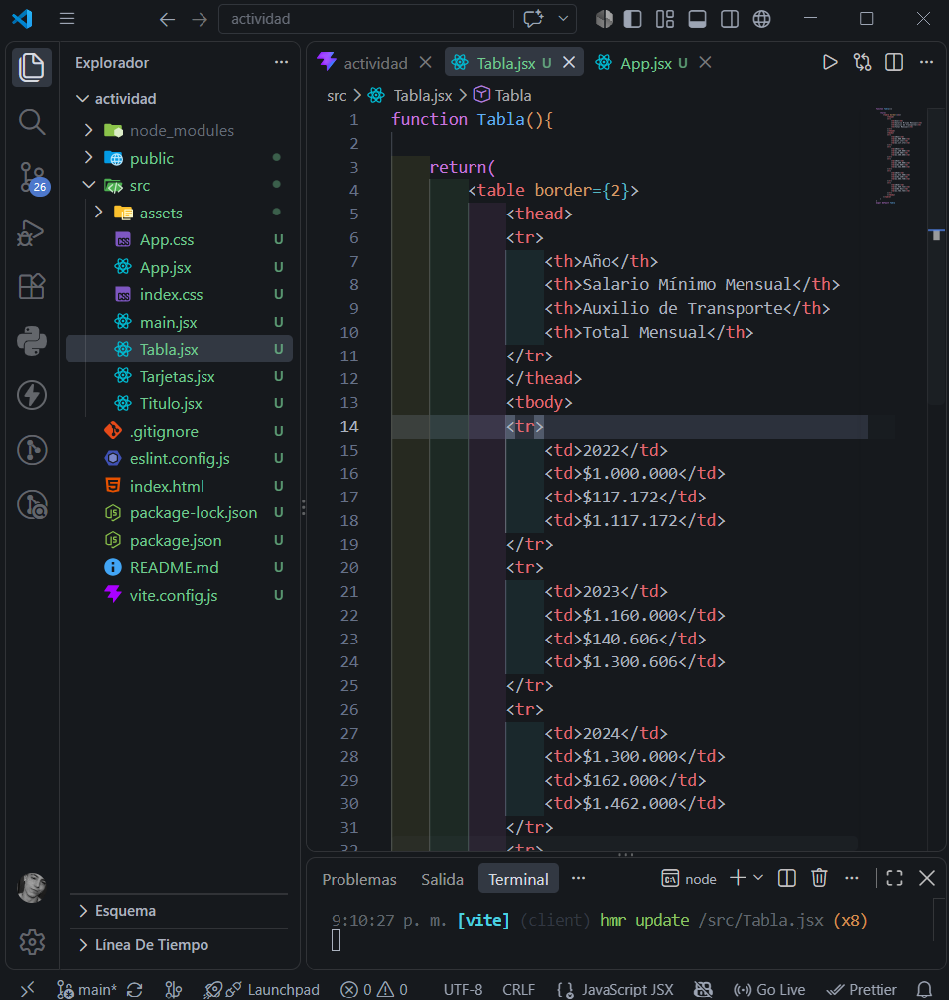 actividad
Explorador
actividad
node_modules
public
src
assets
App.css U
App.jsx U
index.css U
main.jsx U
Tabla.jsx U
Tarjetas.jsx U
Titulo.jsx U
.gitignore U
eslint.config.js U
index.html U
package-lock.json U
package.json U
README.md U
vite.config.js U
26
Esquema
Línea De Tiempo
actividad
Tabla.jsx U
App.jsx U
src > Tabla.jsx > Tabla
1 function Tabla(){
2
3 return(
4 <table border={2}>
5 <thead>
6 <tr>
7 <th>Año</th>
8 <th>Salario Mínimo Mensual</th>
9 <th>Auxilio de Transporte</th>
10 <th>Total Mensual</th>
11 </tr>
12 </thead>
13 <tbody>
14 <tr>
15 <td>2022</td>
16 <td>$1.000.000</td>
17 <td>$117.172</td>
18 <td>$1.117.172</td>
19 </tr>
20 <tr>
21 <td>2023</td>
22 <td>$1.160.000</td>
23 <td>$140.606</td>
24 <td>$1.300.606</td>
25 </tr>
26 <tr>
27 <td>2024</td>
28 <td>$1.300.000</td>
29 <td>$162.000</td>
30 <td>$1.462.000</td>
31 </tr>
32 <tr>
Problemas Salida Terminal ··· node
9:10:27 p. m. [vite] (client) hmr update /src/Tabla.jsx (x8)
main* Launchpad 0 0 UTF-8 CRLF { } JavaScript JSX Go Live Prettier